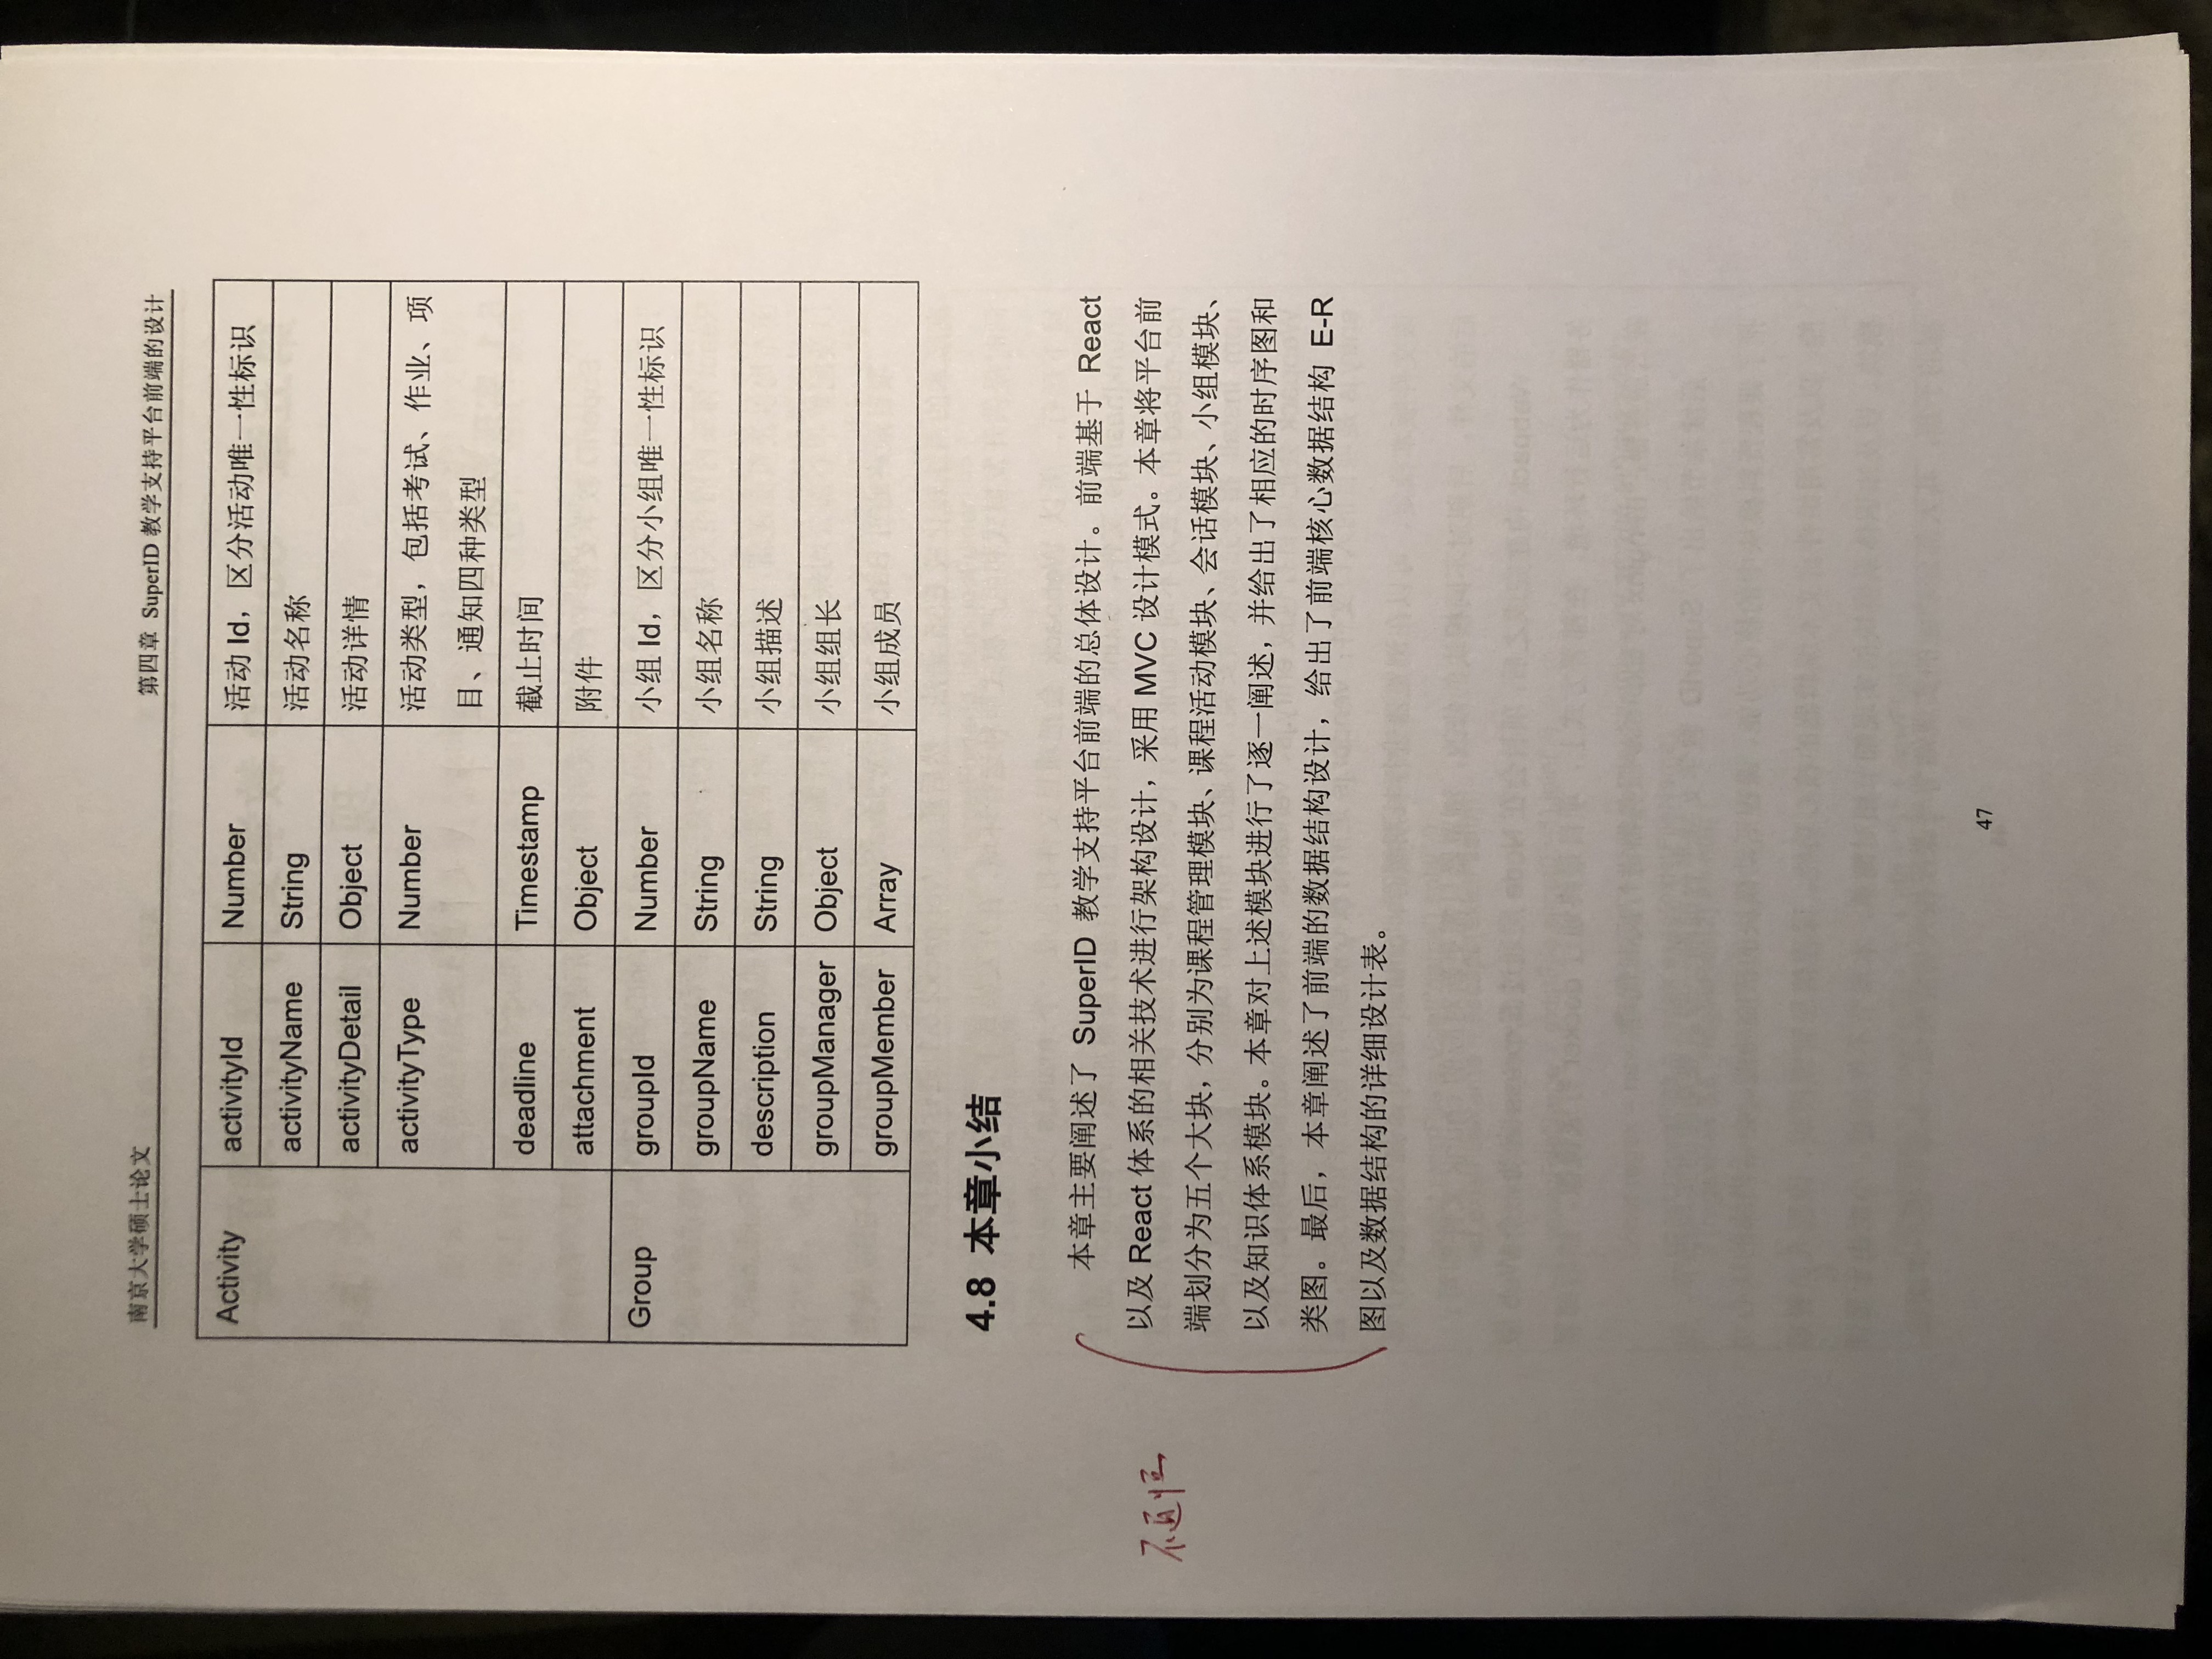 南京大学硕士论文
第四章 SuperID 教学支持平台前端的设计
Activity activityId Number 活动 Id，区分活动唯一性标识
activityName String 活动名称
activityDetail Object 活动详情
activityType Number 活动类型，包括考试、作业、项
目、通知四种类型
deadline Timestamp 截止时间
attachment Object 附件
Group groupId Number 小组 Id，区分小组唯一性标识
groupName String 小组名称
description String 小组描述
groupManager Object 小组组长
groupMember Array 小组成员
4.8 本章小结
本章主要阐述了 SuperID 教学支持平台前端的总体设计。前端基于 React
以及 React 体系的相关技术进行架构设计，采用 MVC 设计模式。本章将平台前
端划分为五个大块，分别为课程管理模块、课程活动模块、会话模块、小组模块、
以及知识体系模块。本章对上述模块进行了逐一阐述，并给出了相应的时序图和
类图。最后，本章阐述了前端的数据结构设计，给出了前端核心数据结构 E-R
图以及数据结构的详细设计表。
47